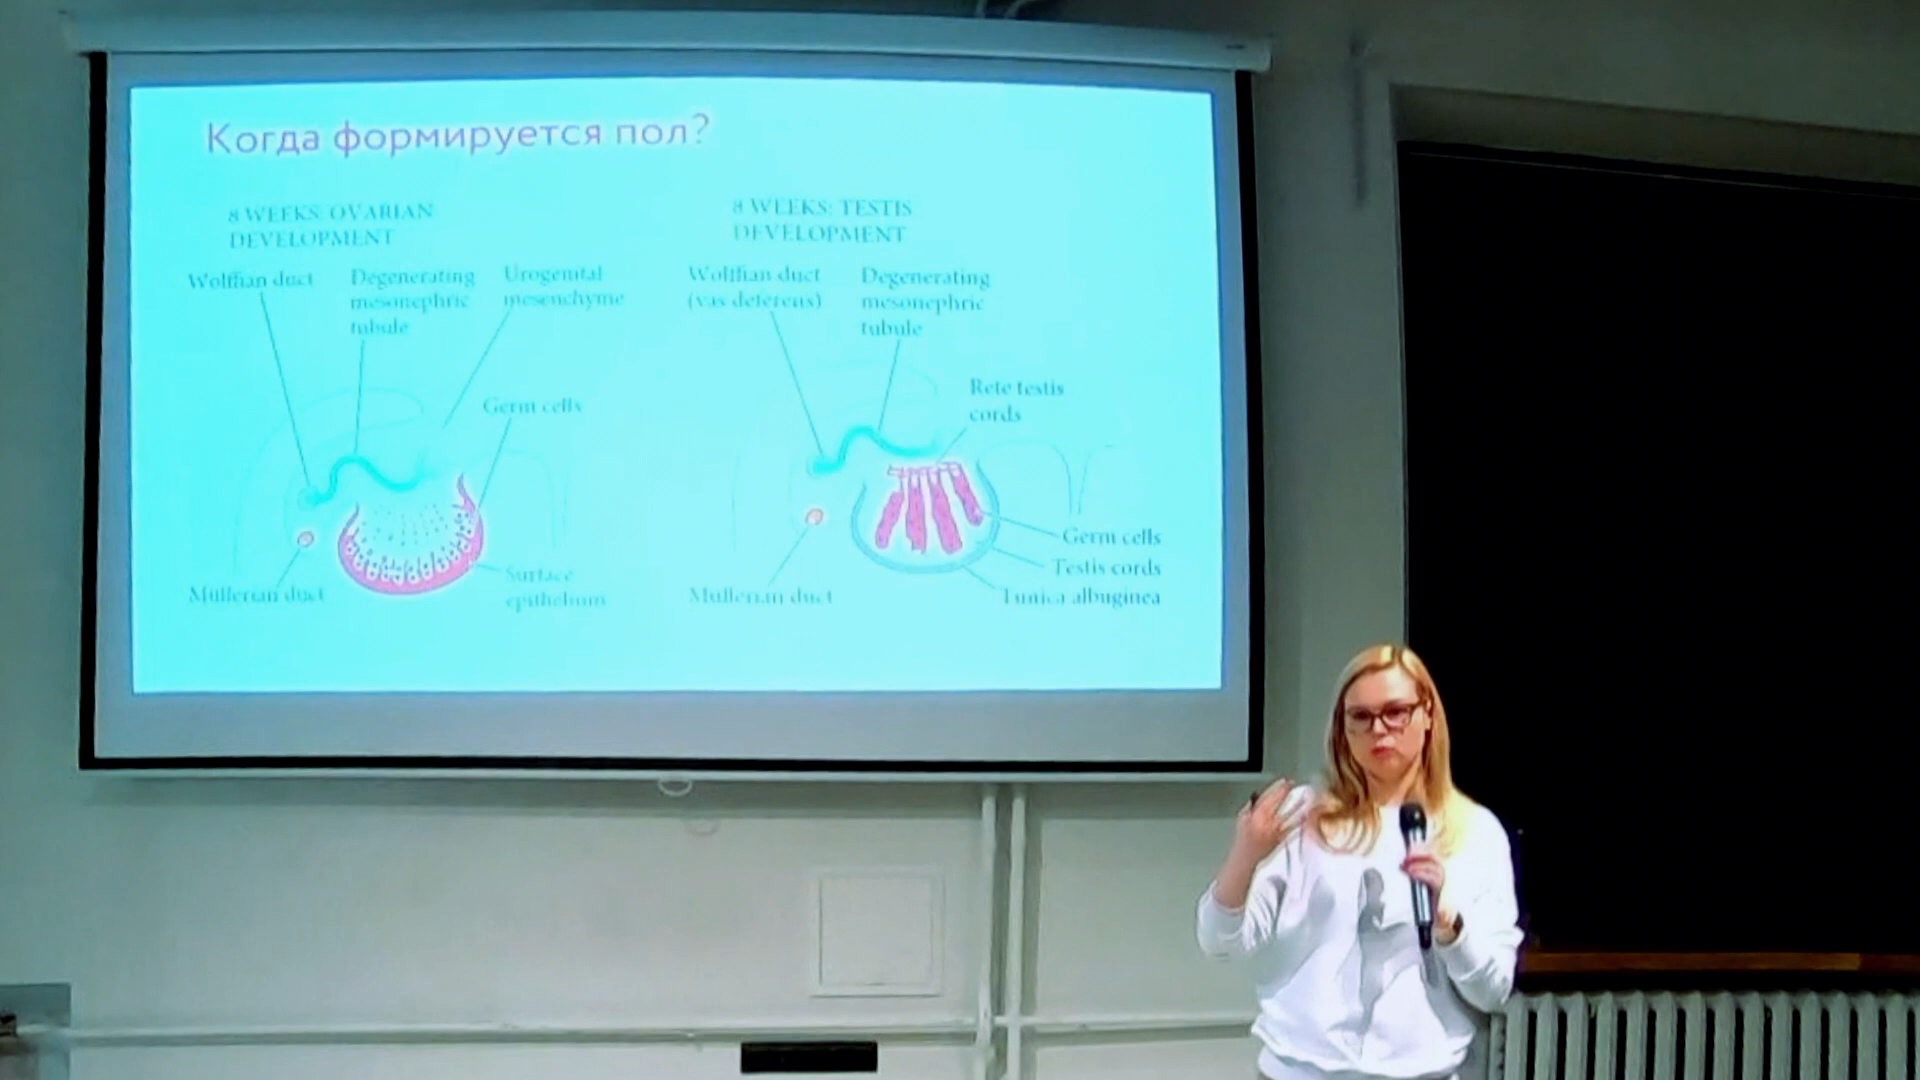 Когда формируется пол?
8 WEEKS: OVARIAN
DEVELOPMENT
Wolffian duct
Degenerating
mesonephric
tubule
Urogenital
mesenchyme
Germ cells
Mullerian duct
Surface
epithelium
8 WEEKS: TESTIS
DEVELOPMENT
Wolffian duct
(vas deferens)
Degenerating
mesonephric
tubule
Rete testis
cords
Germ cells
Testis cords
Tunica albuginea
Mullerian duct